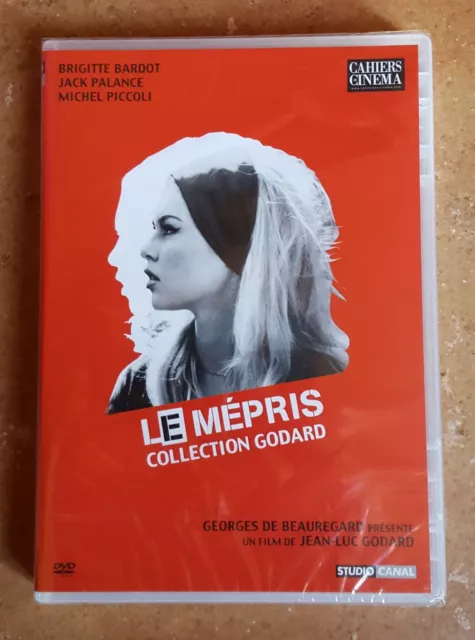 BRIGITTE BARDOT
JACK PALANCE
MICHEL PICCOLI
CAHIERS
CINEMA
LE MÉPRIS
COLLECTION GODARD
GEORGES DE BEAUREGARD PRÉSENTE
UN FILM DE JEAN-LUC GODARD
DVD
STUDIO CANAL